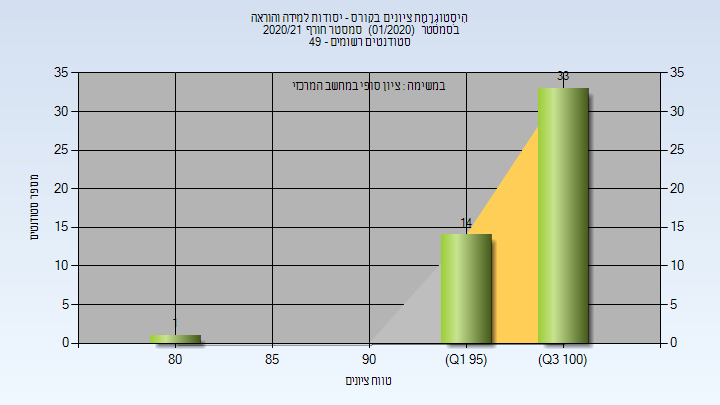 היסטוגרמת ציונים בקורס - יסודות למידה והוראה
בסמסטר (01/2020) סמסטר חורף 2020/21
סטודנטים רשומים - 49
במשימה : ציון סופי במחשב המרכזי
35 35
30 30
25 25
20 20
15 15
10 10
5 5
0 0
מספר סטודנטים
1
14
33
80 85 90 (Q1 95) (Q3 100)
טווח ציונים